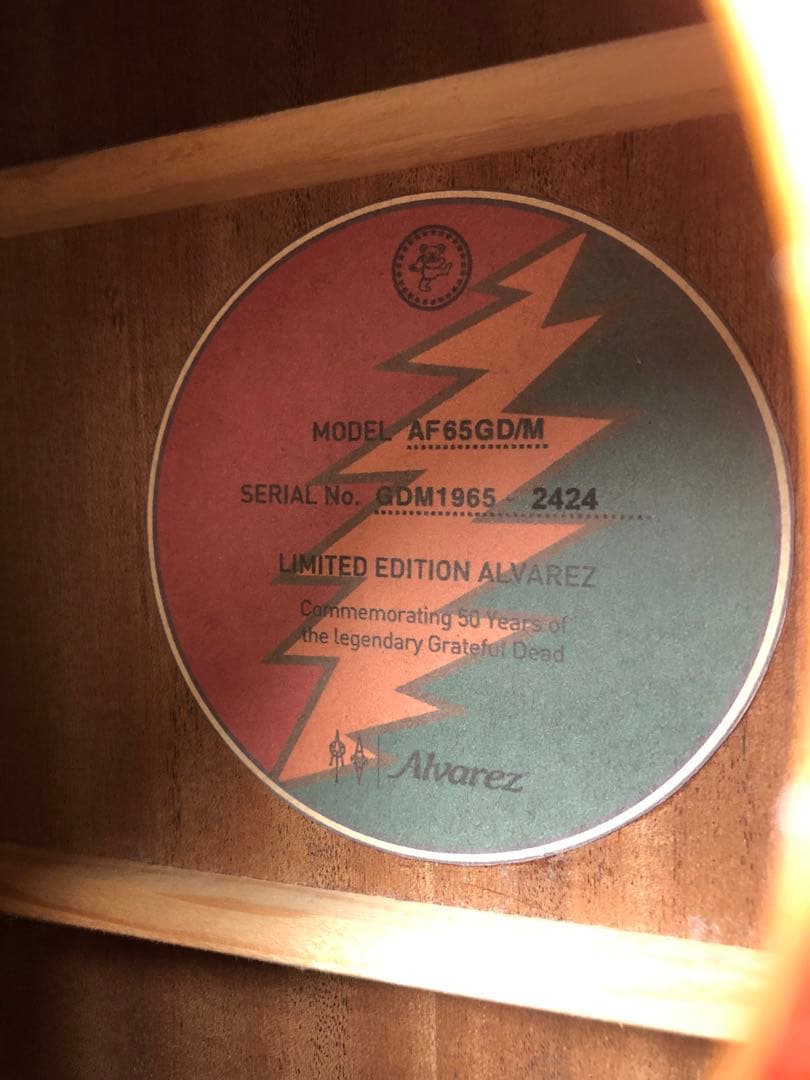 MODEL AF65GD/M
SERIAL No. GDM1965 - 2424
LIMITED EDITION ALVAREZ
Commemorating 50 Years of
the legendary Grateful Dead
Alvarez